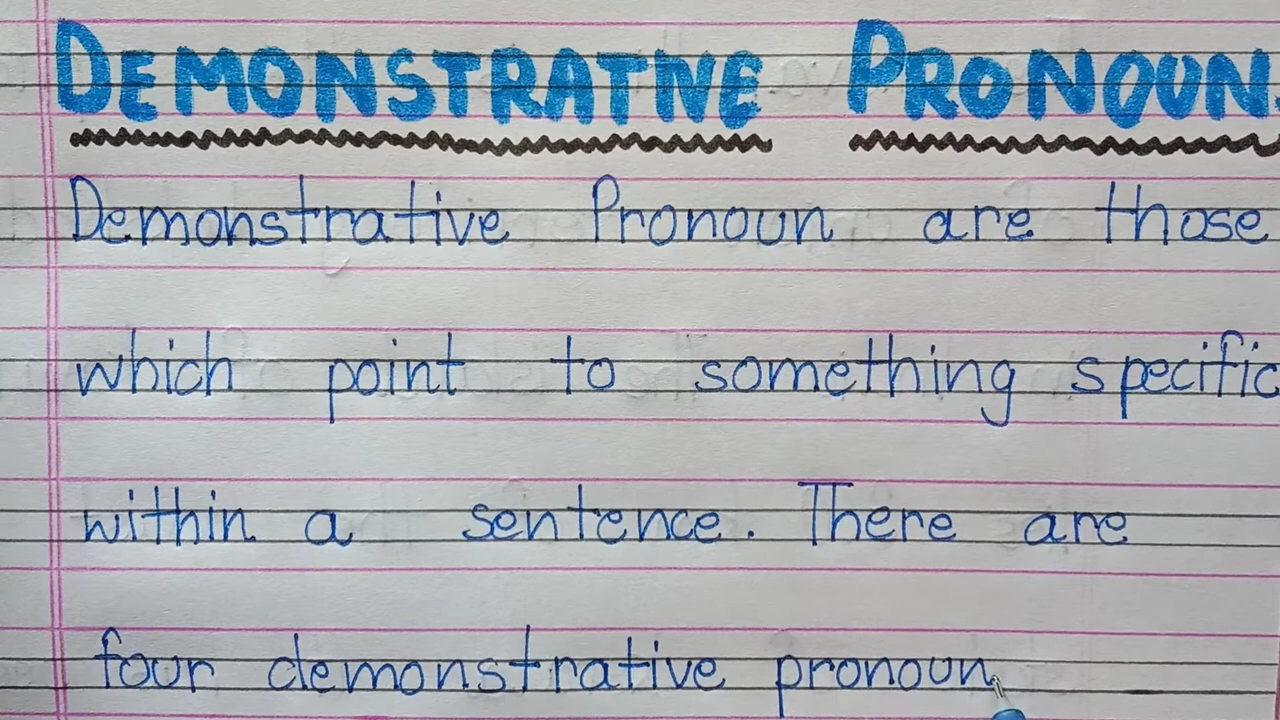 DEMONSTRATIVE PRONOUN.
Demonstrative Pronoun are those
which point to something specific
within a sentence. There are
four demonstrative pronoun